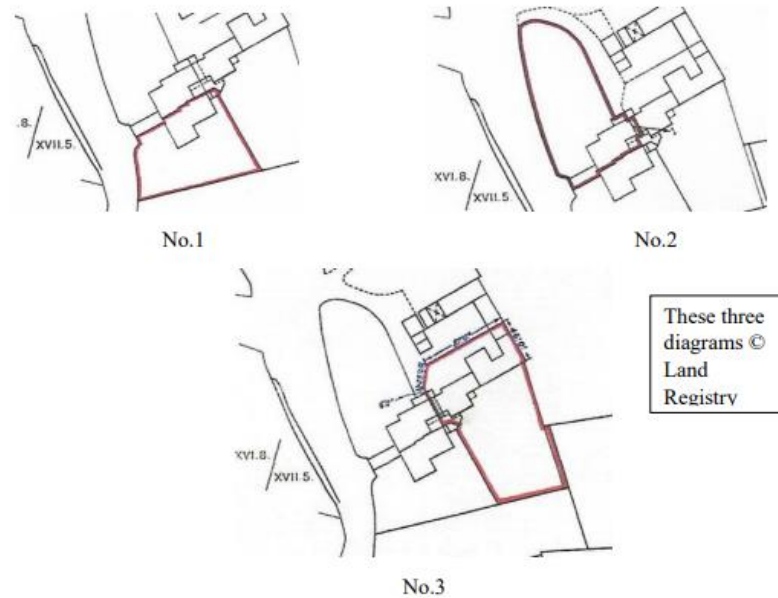 .8.
XVII.5.
No.1
XVI.8.
XVII.5.
No.2
XVI.8.
XVII.5.
No.3
These three
diagrams ©
Land
Registry